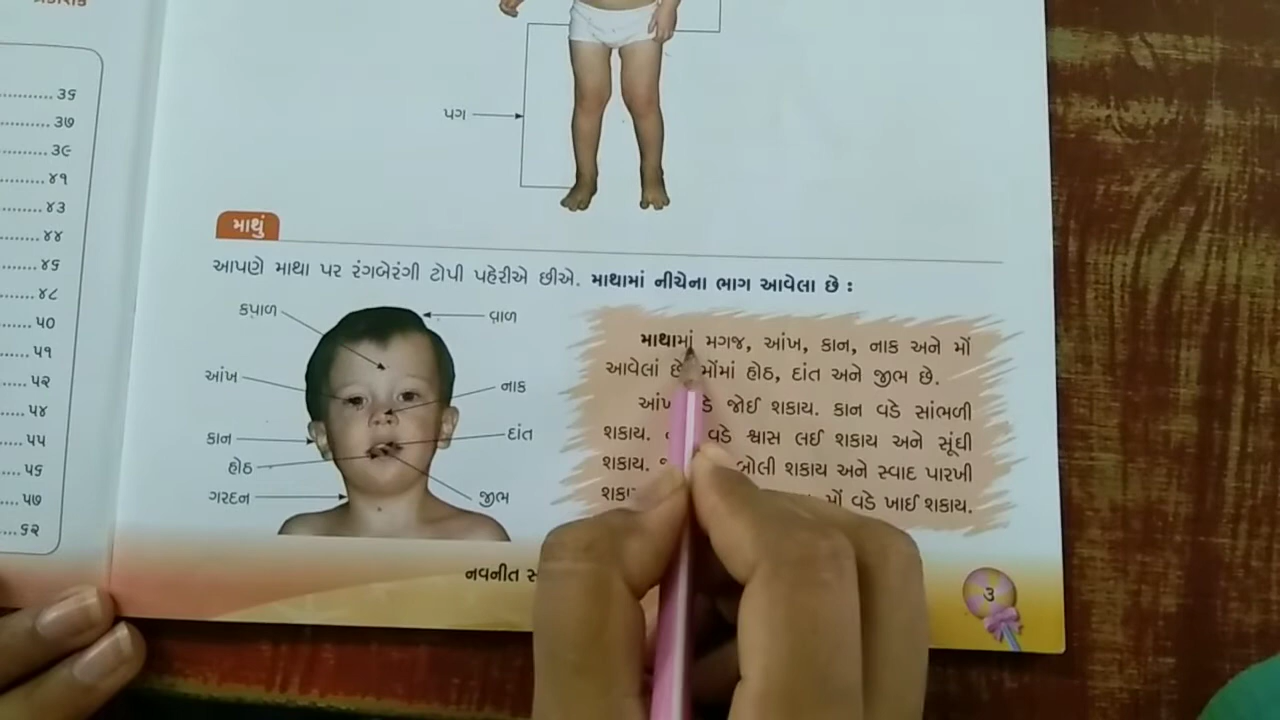 ૩૬
૩૭
૩૯
૪૧
૪૩
૪૪
૪૬
૪૮
૫૦
૫૧
૫૨
૫૪
૫૫
૫૬
૫૭
૬૨
પગ
માથું
આપણે માથા પર રંગબેરંગી ટોપી પહેરીએ છીએ. માથામાં નીચેના ભાગ આવેલા છે :
કપાળ
વાળ
આંખ
નાક
કાન
દાંત
હોઠ
ગરદન
જીભ
માથામાં મગજ, આંખ, કાન, નાક અને મોં
આવેલાં છે. મોંમાં હોઠ, દાંત અને જીભ છે.
આંખ વડે જોઈ શકાય. કાન વડે સાંભળી
શકાય. વડે શ્વાસ લઈ શકાય અને સૂંઘી
શકાય. બોલી શકાય અને સ્વાદ પારખી
મોં વડે ખાઈ શકાય.
નવનીત
૩